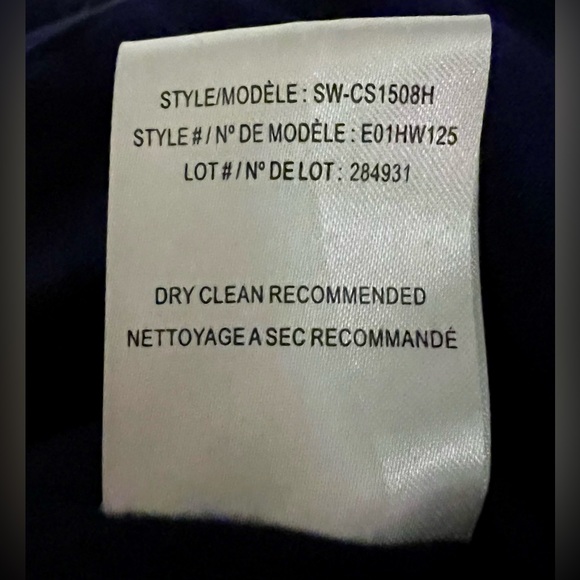 STYLE/MODÈLE : SW-CS1508H
STYLE # / Nº DE MODÈLE : E01HW125
LOT # / Nº DE LOT : 284931
DRY CLEAN RECOMMENDED
NETTOYAGE A SEC RECOMMANDÉ